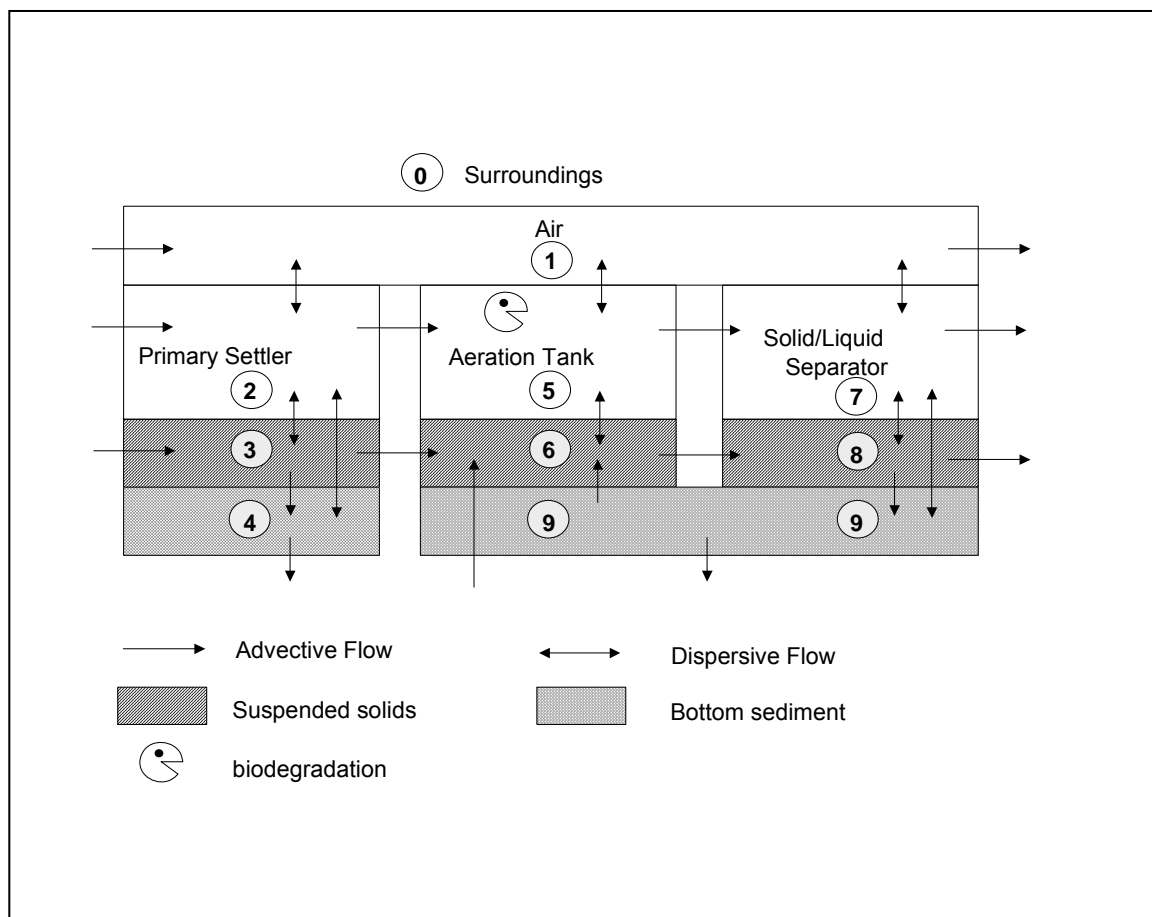 0 Surroundings
Air
1
Primary Settler
2
Aeration Tank
5
Solid/Liquid
Separator
7
3
6
8
4
9
9
Advective Flow
Dispersive Flow
Suspended solids
Bottom sediment
biodegradation